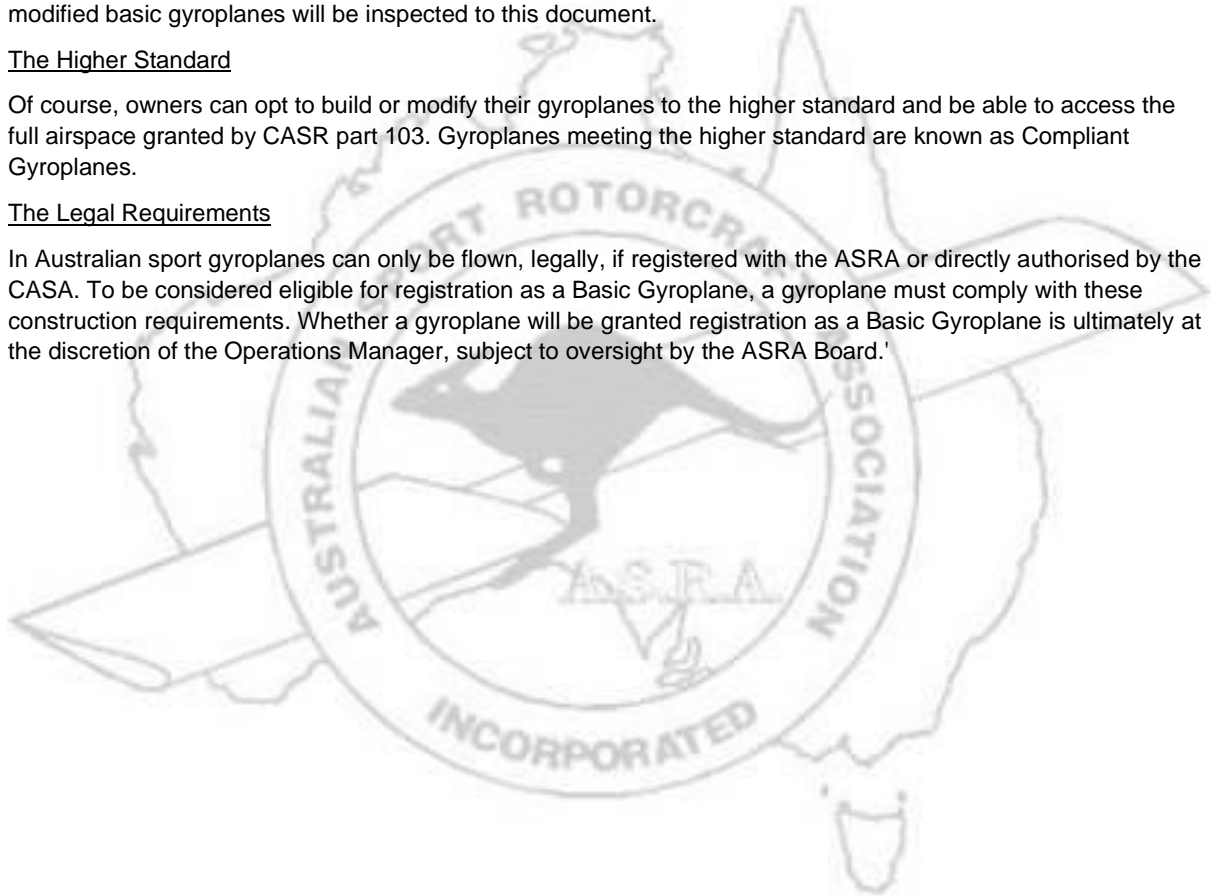 modified basic gyroplanes will be inspected to this document.
The Higher Standard
Of course, owners can opt to build or modify their gyroplanes to the higher standard and be able to access the
full airspace granted by CASR part 103. Gyroplanes meeting the higher standard are known as Compliant
Gyroplanes.
The Legal Requirements
In Australian sport gyroplanes can only be flown, legally, if registered with the ASRA or directly authorised by the
CASA. To be considered eligible for registration as a Basic Gyroplane, a gyroplane must comply with these
construction requirements. Whether a gyroplane will be granted registration as a Basic Gyroplane is ultimately at
the discretion of the Operations Manager, subject to oversight by the ASRA Board.'
AUSTRALIAN SPORT ROTORCRAFT ASSOCIATION
A.S.R.A.
INCORPORATED